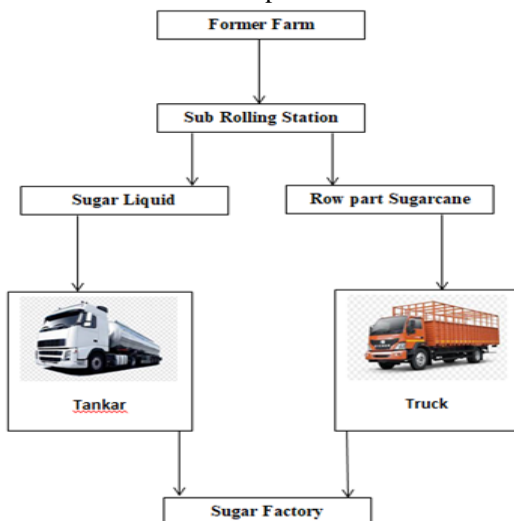 Former Farm
Sub Rolling Station
Sugar Liquid
Row part Sugarcane
Tankar
Truck
Sugar Factory